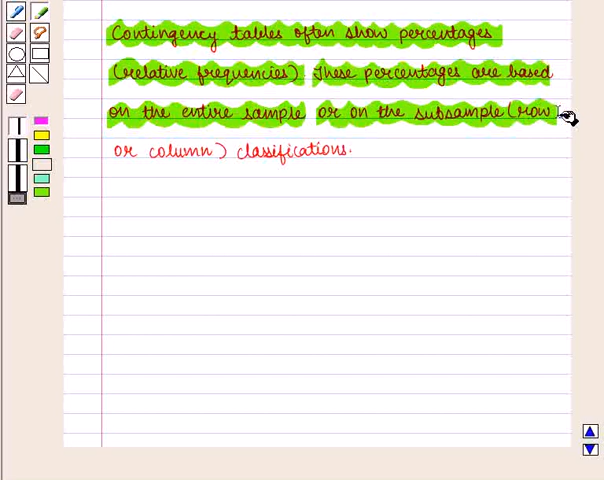 Contingency tables often show percentages
(relative frequencies). These percentages are based
on the entire sample or on the subsample (row
or column) classifications.